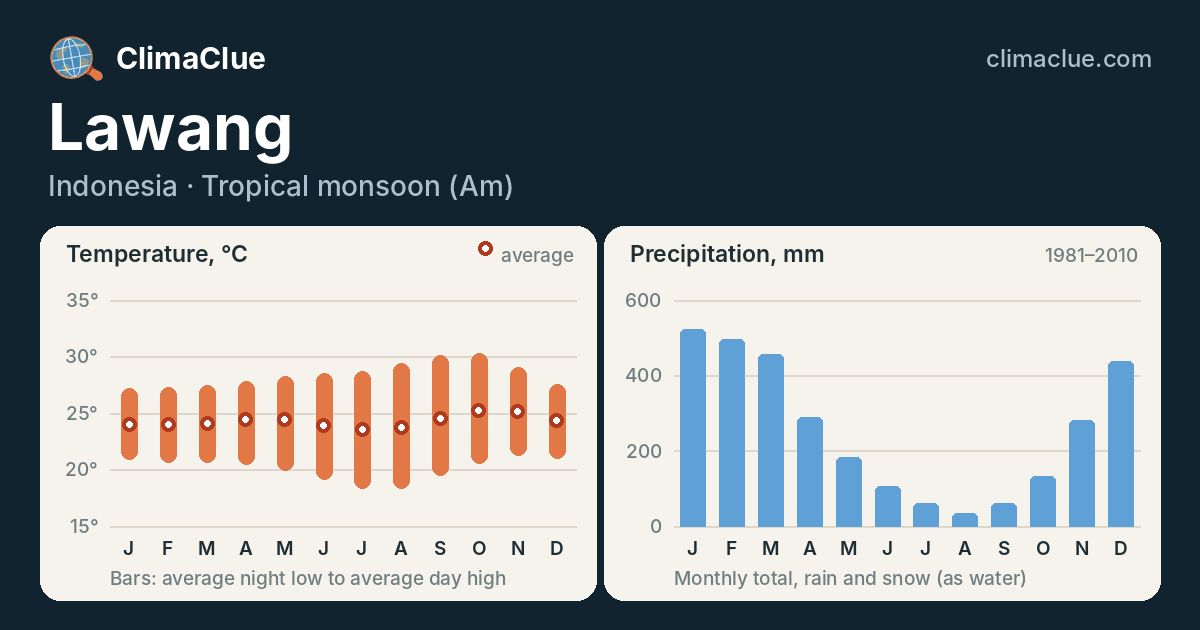 ClimaClue
climaclue.com
Lawang
Indonesia · Tropical monsoon (Am)
Temperature, °C
average
35°
30°
25°
20°
15°
J F M A M J J A S O N D
Bars: average night low to average day high
Precipitation, mm
1981–2010
600
400
200
0
J F M A M J J A S O N D
Monthly total, rain and snow (as water)